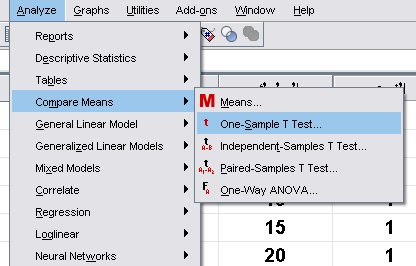 Analyze Graphs Utilities Add-ons Window Help
Reports
Descriptive Statistics
Tables
Compare Means
General Linear Model
Generalized Linear Models
Mixed Models
Correlate
Regression
Loglinear
Neural Networks
M Means...
t One-Sample T Test...
t A-B Independent-Samples T Test...
t A1-A2 Paired-Samples T Test...
F A One-Way ANOVA...
15 1
20 1